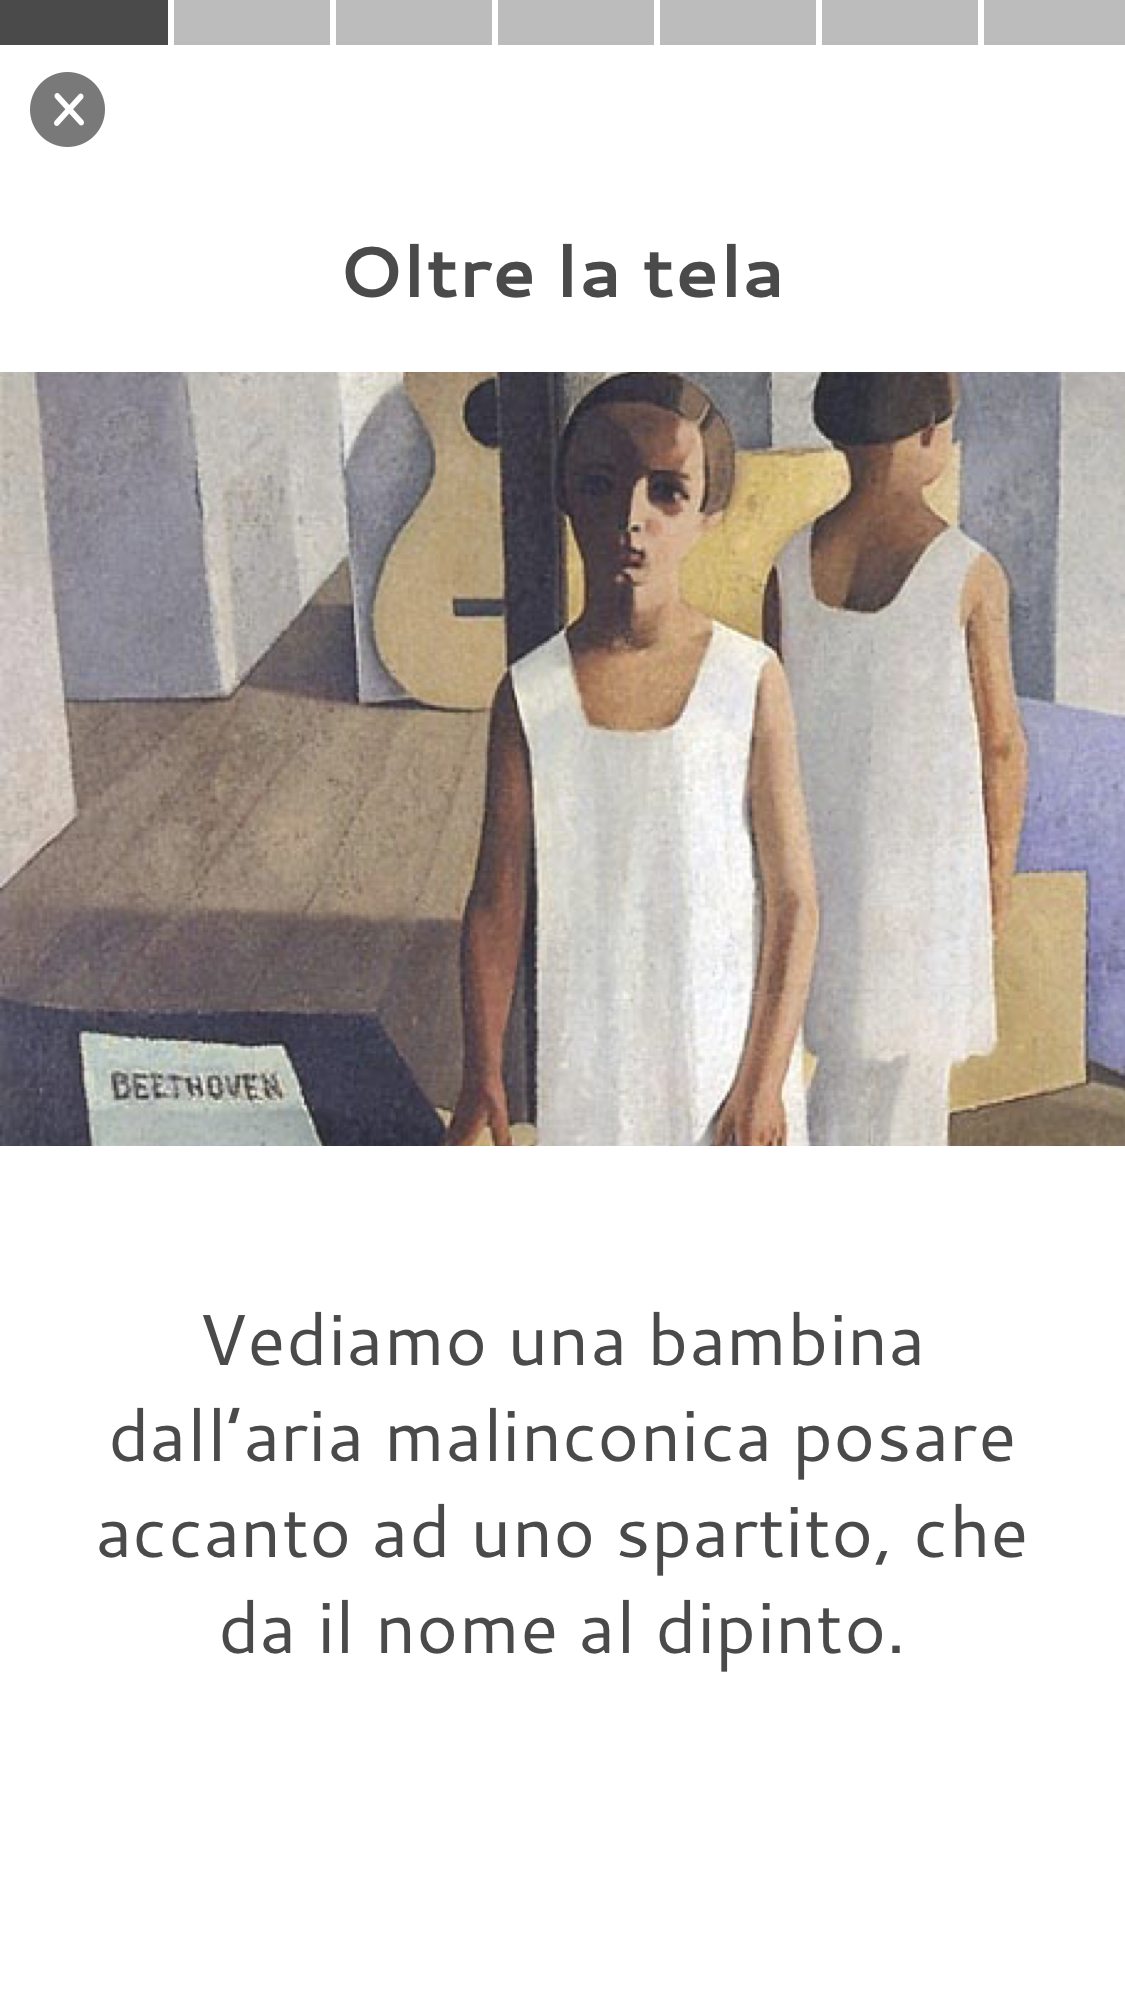 Oltre la tela
BEETHOVEN
Vediamo una bambina
dall’aria malinconica posare
accanto ad uno spartito, che
da il nome al dipinto.